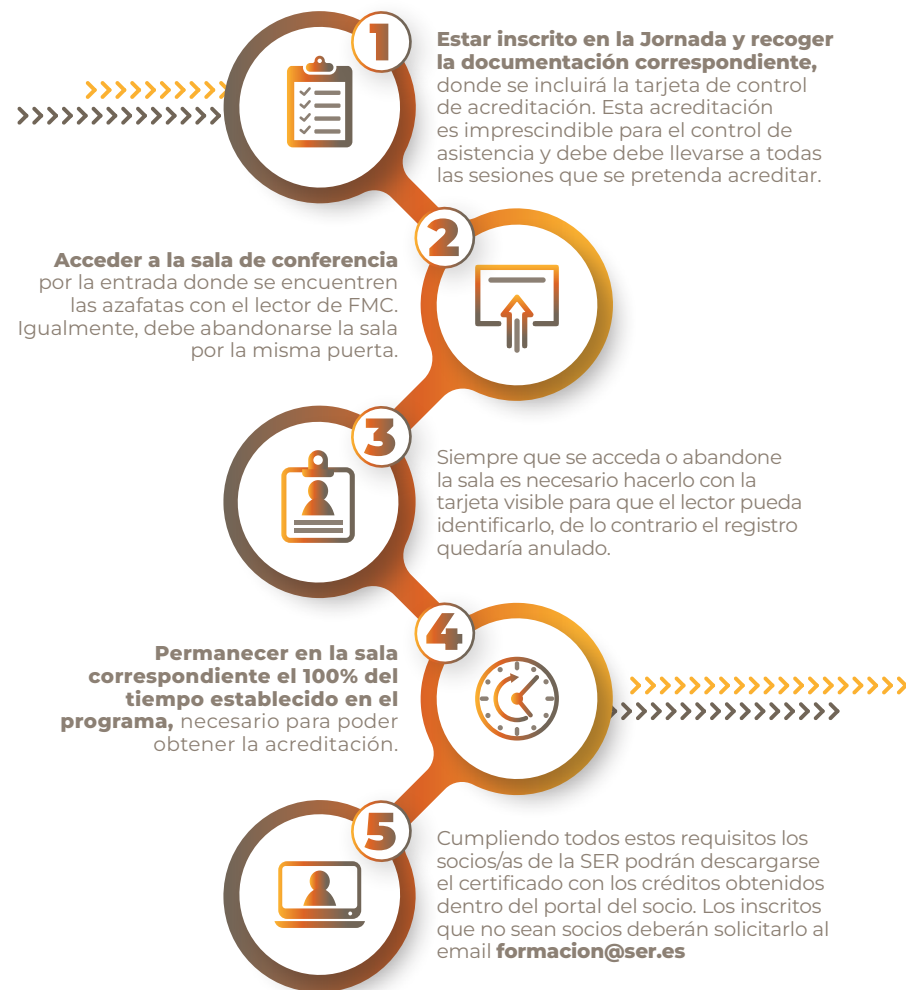 1
Estar inscrito en la Jornada y recoger
la documentación correspondiente,
donde se incluirá la tarjeta de control
de acreditación. Esta acreditación
es imprescindible para el control de
asistencia y debe debe llevarse a todas
las sesiones que se pretenda acreditar.
2
Acceder a la sala de conferencia
por la entrada donde se encuentren
las azafatas con el lector de FMC.
Igualmente, debe abandonarse la sala
por la misma puerta.
3
Siempre que se acceda o abandone
la sala es necesario hacerlo con la
tarjeta visible para que el lector pueda
identificarlo, de lo contrario el registro
quedaría anulado.
4
Permanecer en la sala
correspondiente el 100% del
tiempo establecido en el
programa, necesario para poder
obtener la acreditación.
5
Cumpliendo todos estos requisitos los
socios/as de la SER podrán descargarse
el certificado con los créditos obtenidos
dentro del portal del socio. Los inscritos
que no sean socios deberán solicitarlo al
email formacion@ser.es